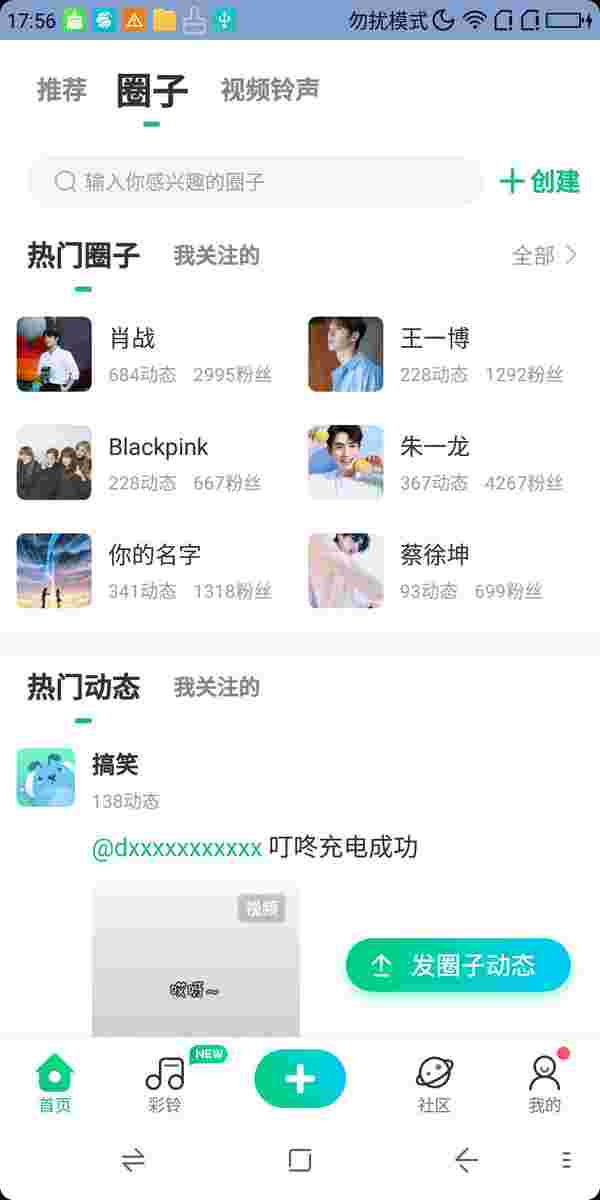 17:56 勿扰模式
推荐 圈子 视频铃声
输入你感兴趣的圈子 创建
热门圈子 我关注的 全部
肖战 王一博
684动态 2995粉丝 228动态 1292粉丝
Blackpink 朱一龙
228动态 667粉丝 367动态 4267粉丝
你的名字 蔡徐坤
341动态 1318粉丝 93动态 699粉丝
热门动态 我关注的
搞笑
138动态
@dxxxxxxxxxxx 叮咚充电成功
视频
发圈子动态
哎呀~
NEW
首页 彩铃 社区 我的